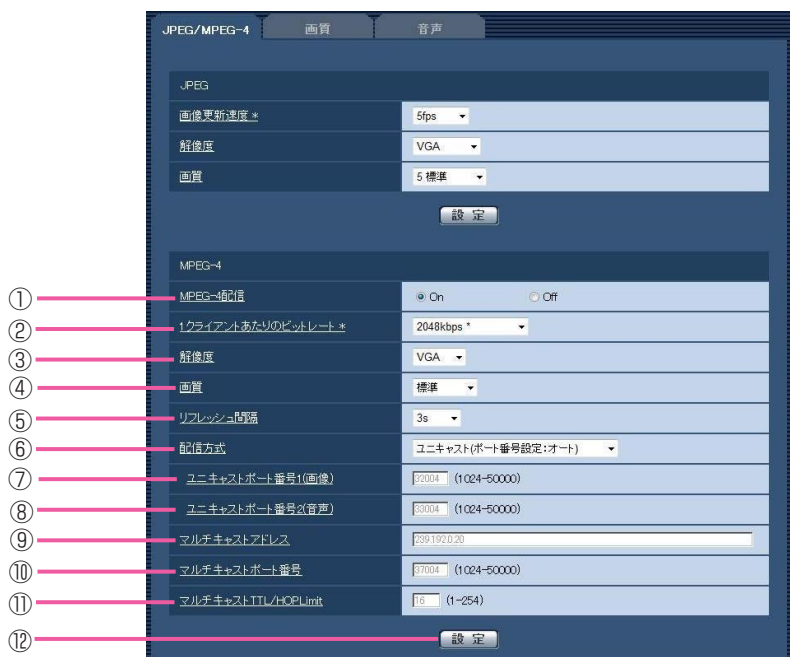 JPEG/MPEG-4 画質 音声
JPEG
画像更新速度 * 5fps
解像度 VGA
画質 5 標準
設 定
MPEG-4
① MPEG-4配信 On Off
② 1クライアントあたりのビットレート * 2048kbps *
③ 解像度 VGA
④ 画質 標準
⑤ リフレッシュ間隔 3s
⑥ 配信方式 ユニキャスト(ポート番号設定:オート)
⑦ ユニキャストポート番号1(画像) 32004 (1024-50000)
⑧ ユニキャストポート番号2(音声) 33004 (1024-50000)
⑨ マルチキャストアドレス 239.192.0.20
⑩ マルチキャストポート番号 37004 (1024-50000)
⑪ マルチキャストTTL/HOPLimit 16 (1-254)
⑫ 設 定